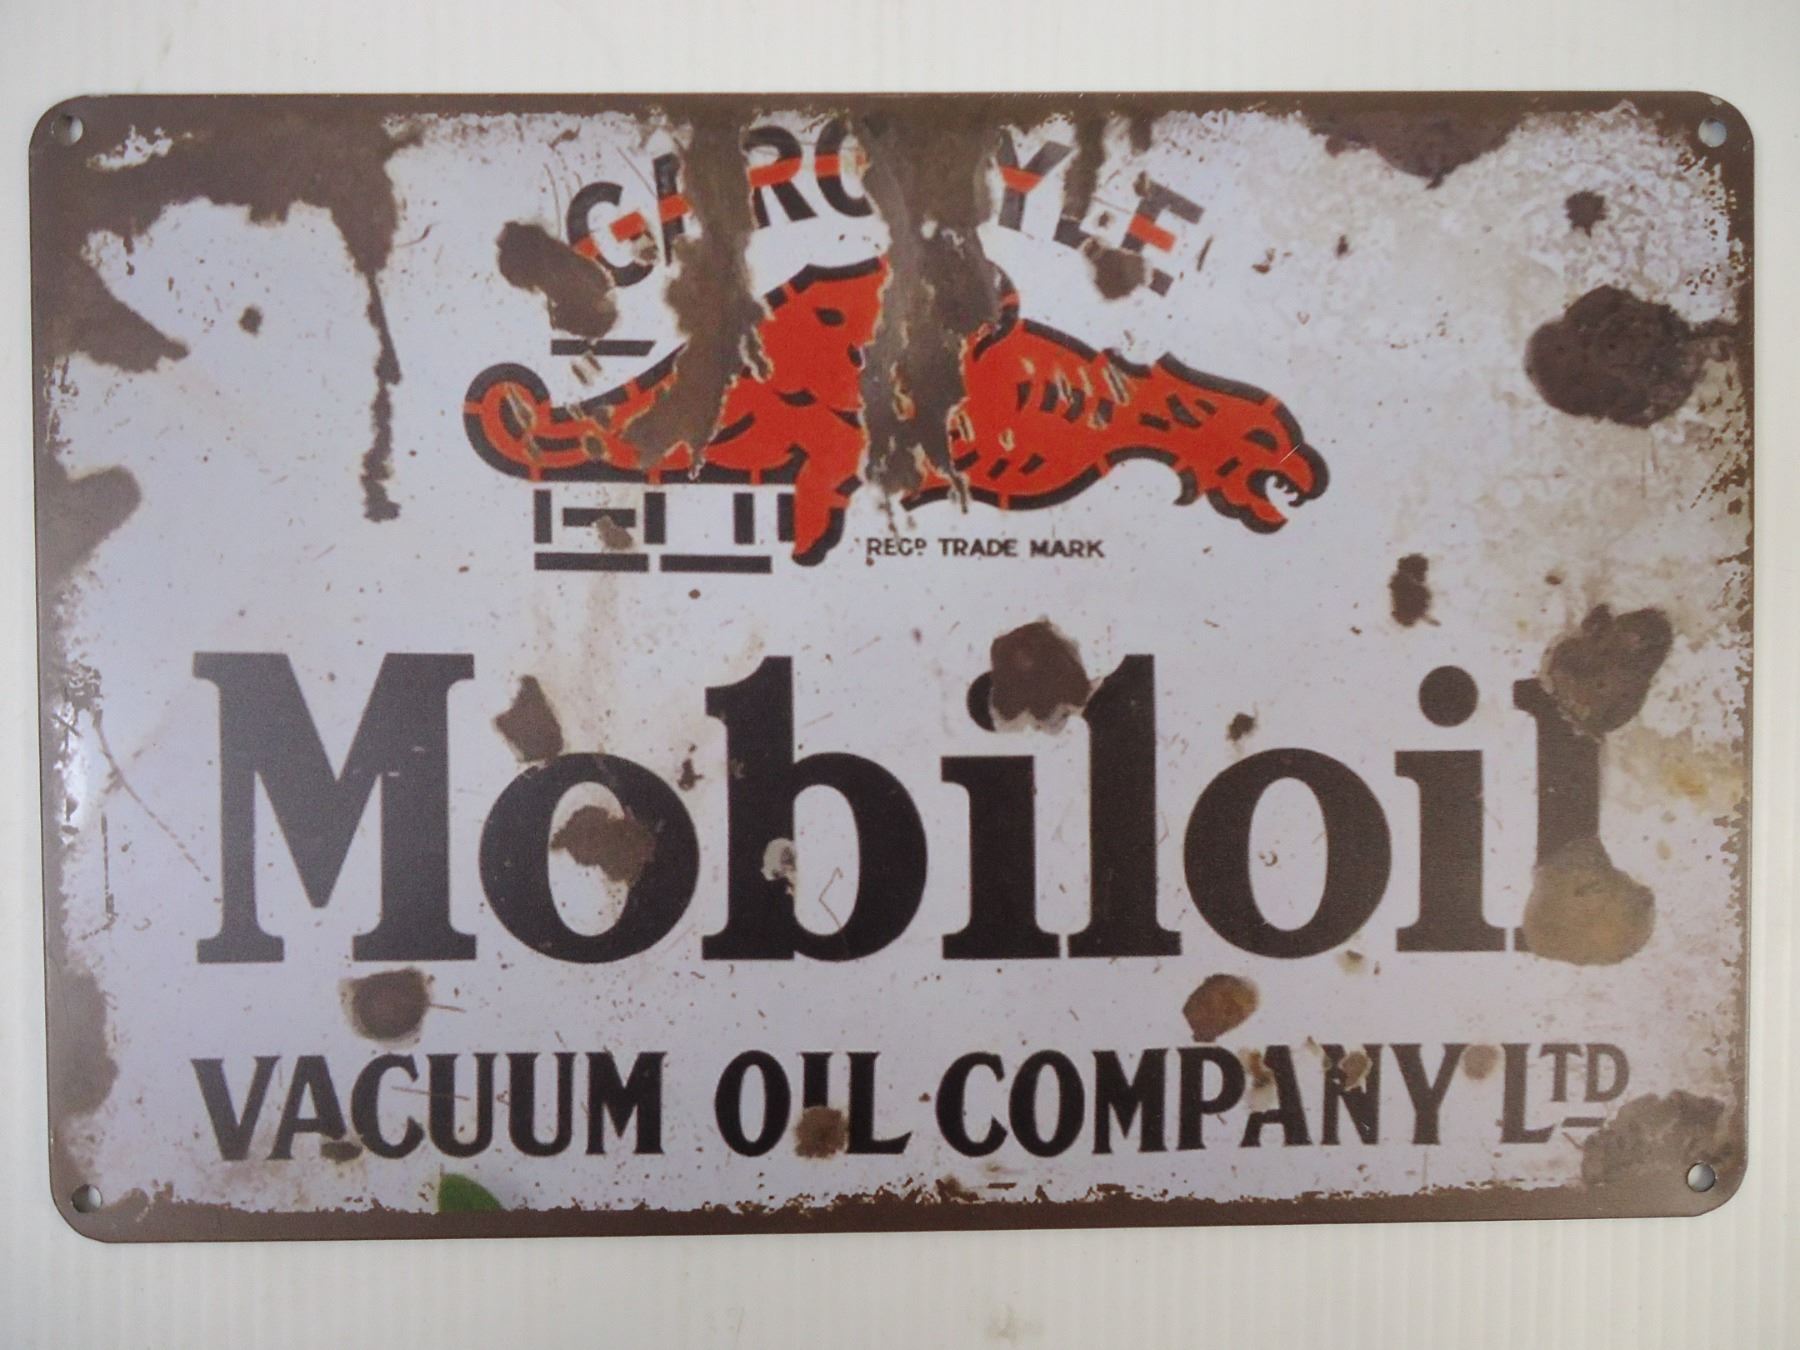 GARGOYLE
REGD TRADE MARK
Mobiloil
VACUUM OIL COMPANY LTD